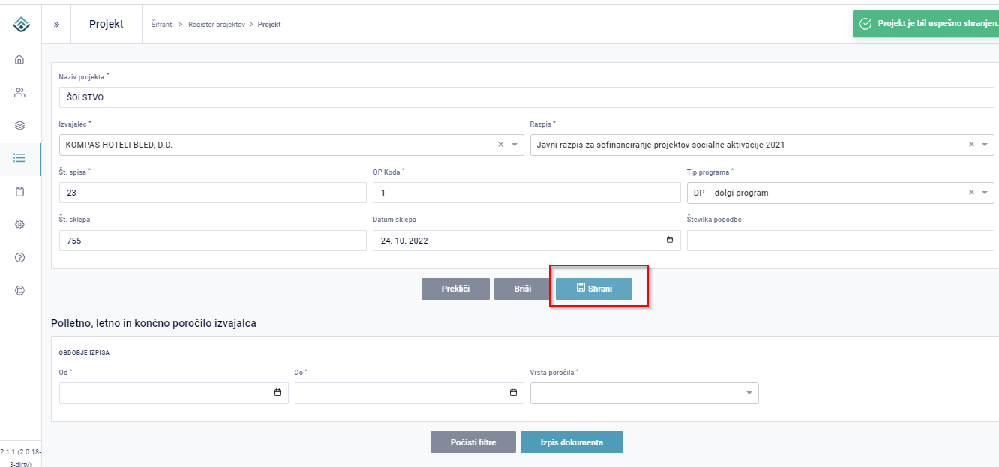 Projekt
Šifranti > Register projektov > Projekt
Projekt je bil uspešno shranjen.
Naziv projekta *
ŠOLSTVO
Izvajalec * Razpis *
KOMPAS HOTELI BLED, D.D. × Javni razpis za sofinanciranje projektov socialne aktivacije 2021 ×
Št. spisa * OP Koda * Tip programa *
23 1 DP – dolgi program ×
Št. sklepa Datum sklepa Številka pogodbe
755 24. 10. 2022
Prekliči Briši Shrani
Polletno, letno in končno poročilo izvajalca
OBDOBJE IZPISA
Od * Do * Vrsta poročila *
Počisti filtre Izpis dokumenta
2.1.1 (2.0.18-
3-dirty)